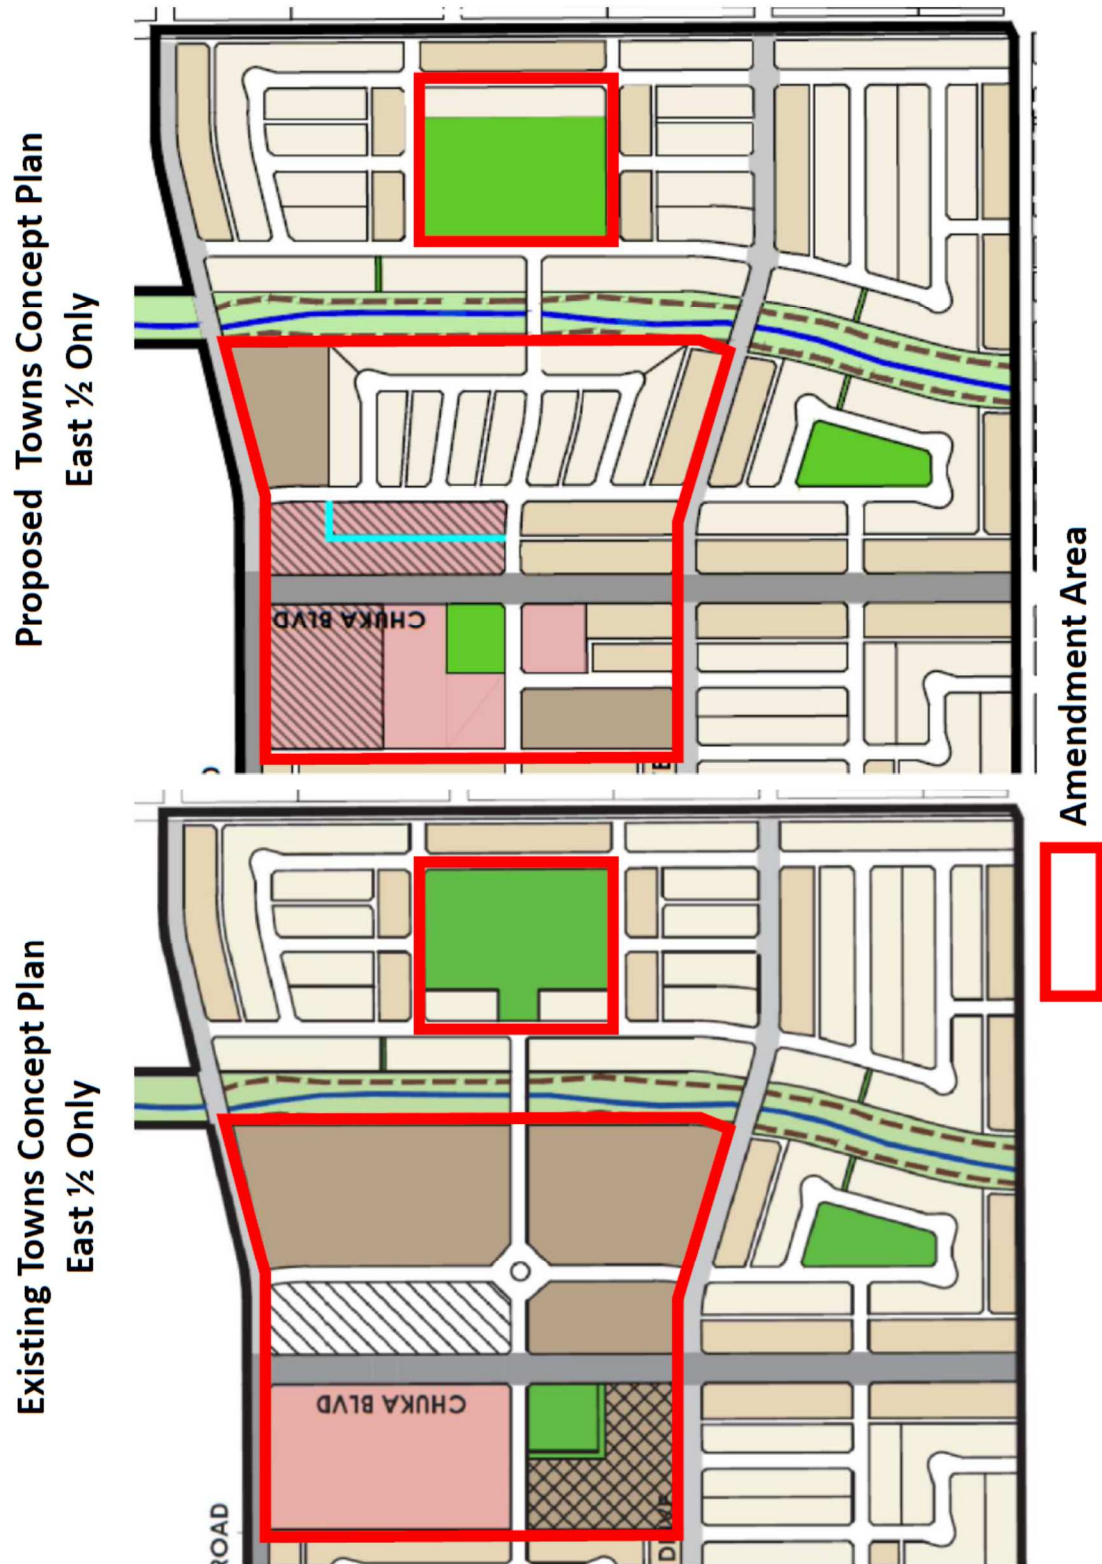 Proposed Towns Concept Plan
East ½ Only
CHUKA BLVD
Existing Towns Concept Plan
East ½ Only
CHUKA BLVD
ROAD
Amendment Area